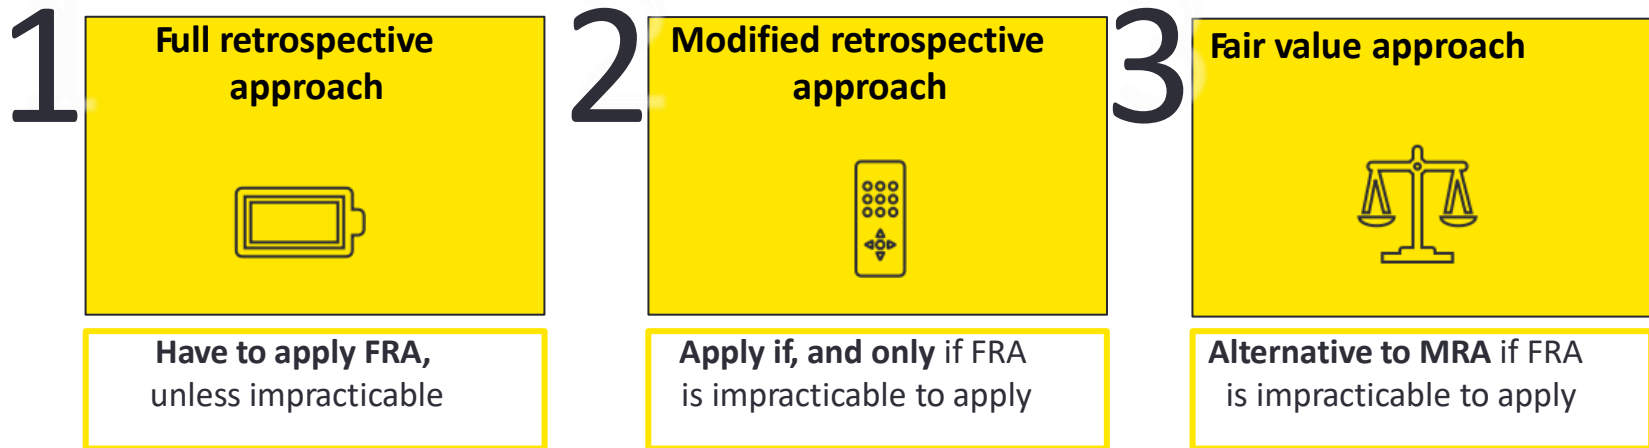 1
Full retrospective
approach
Have to apply FRA,
unless impracticable
2
Modified retrospective
approach
Apply if, and only if FRA
is impracticable to apply
3
Fair value approach
Alternative to MRA if FRA
is impracticable to apply